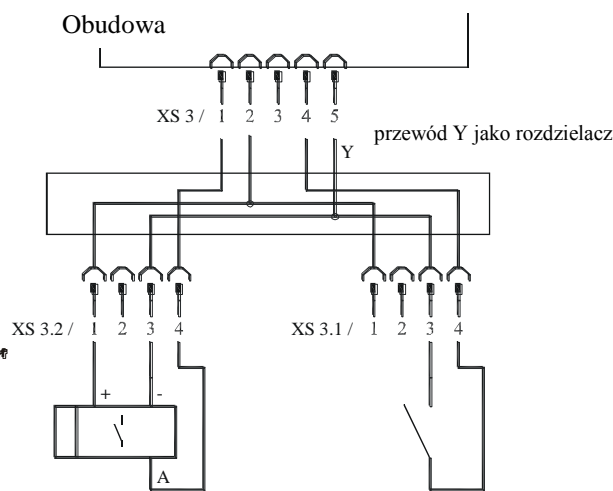 Obudowa
XS 3 / 1 2 3 4 5
przewód Y jako rozdzielacz
Y
XS 3.2 / 1 2 3 4
XS 3.1 / 1 2 3 4
+ -
A